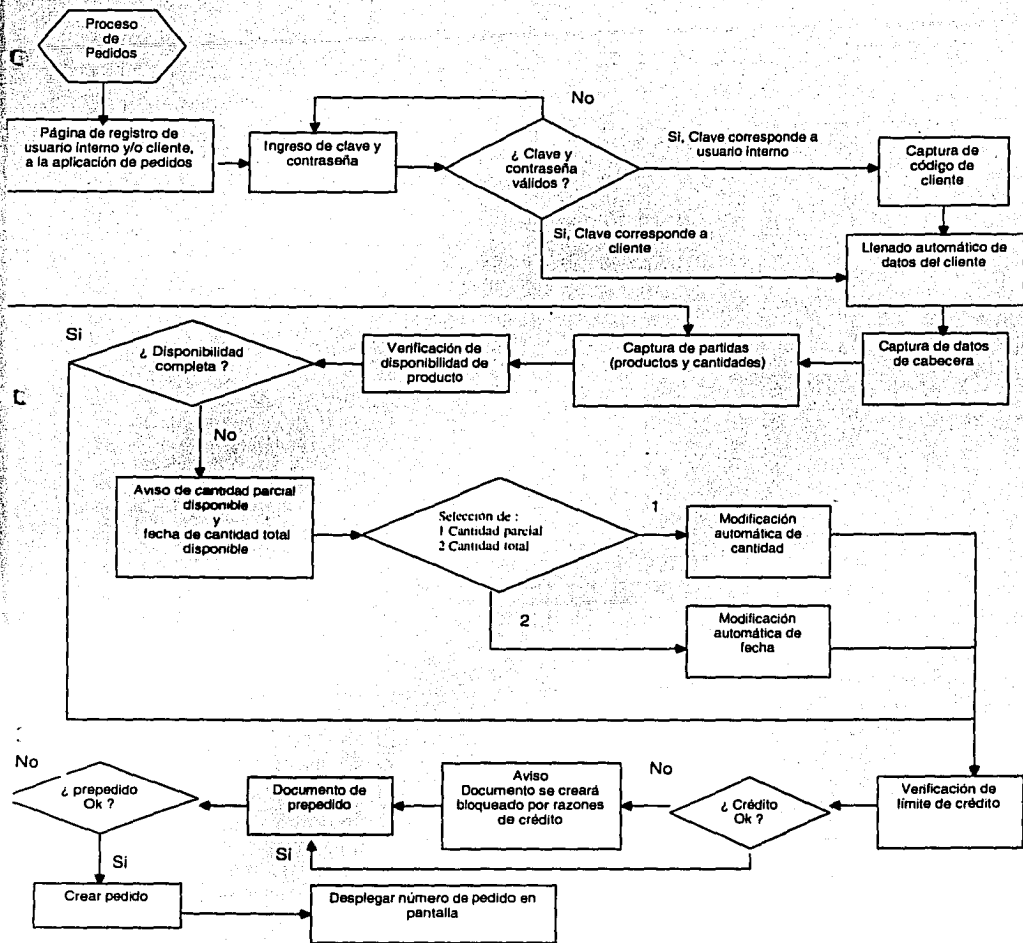 Proceso
de
Pedidos
Página de registro de
usuario interno y/o cliente,
a la aplicación de pedidos
Ingreso de clave y
contraseña
No
¿ Clave y
contraseña
válidos ?
Si, Clave corresponde a
usuario interno
Captura de
código de
cliente
Si, Clave corresponde a
cliente
Llenado automático de
datos del cliente
Si
¿ Disponibilidad
completa ?
Verificación de
disponibilidad de
producto
Captura de partidas
(productos y cantidades)
Captura de datos
de cabecera
No
Aviso de cantidad parcial
disponible
y
fecha de cantidad total
disponible
Selección de :
1 Cantidad parcial
2 Cantidad total
1
Modificación
automática de
cantidad
2
Modificación
automática de
fecha
No
¿ prepedido
Ok ?
Documento de
prepedido
Aviso
Documento se creará
bloqueado por razones
de crédito
No
¿ Crédito
Ok ?
Verificación de
límite de crédito
Si
Si
Crear pedido
Desplegar número de pedido en
pantalla